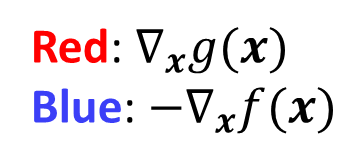 Red: ∇ₓg(x)
Blue: −∇ₓf(x)